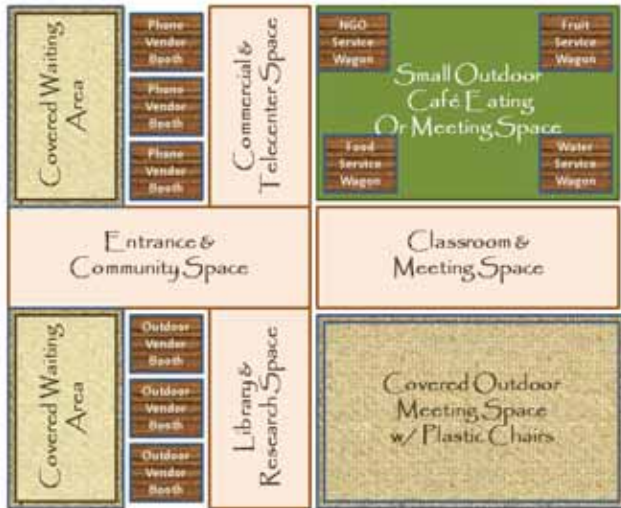 Covered Waiting
Area
Phone
Vendor
Booth
Phone
Vendor
Booth
Phone
Vendor
Booth
Commercial &
Telecenter Space
NGO
Service
Wagon
Fruit
Service
Wagon
Small Outdoor
Café Eating
Or Meeting Space
Food
Service
Wagon
Water
Service
Wagon
Entrance &
Community Space
Classroom &
Meeting Space
Covered Waiting
Area
Outdoor
Vendor
Booth
Outdoor
Vendor
Booth
Outdoor
Vendor
Booth
Library &
Research Space
Covered Outdoor
Meeting Space
w/ Plastic Chairs